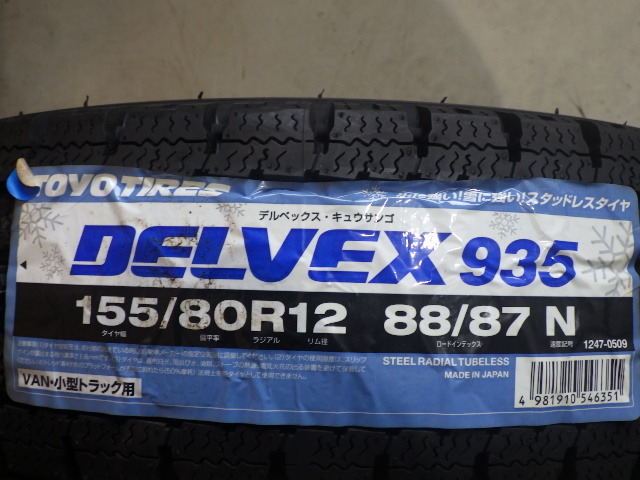 TOYO TIRES
氷に強い!雪に強い!スタッドレスタイヤ
デルベックス・キュウサンゴ
DELVEX 935
155/80R12 88/87 N
タイヤ幅 偏平率 ラジアル リム径 ロードインデックス 速度記号 1247-0509
STEEL RADIAL TUBELESS
MADE IN JAPAN
VAN・小型トラック用
4 981910 546351